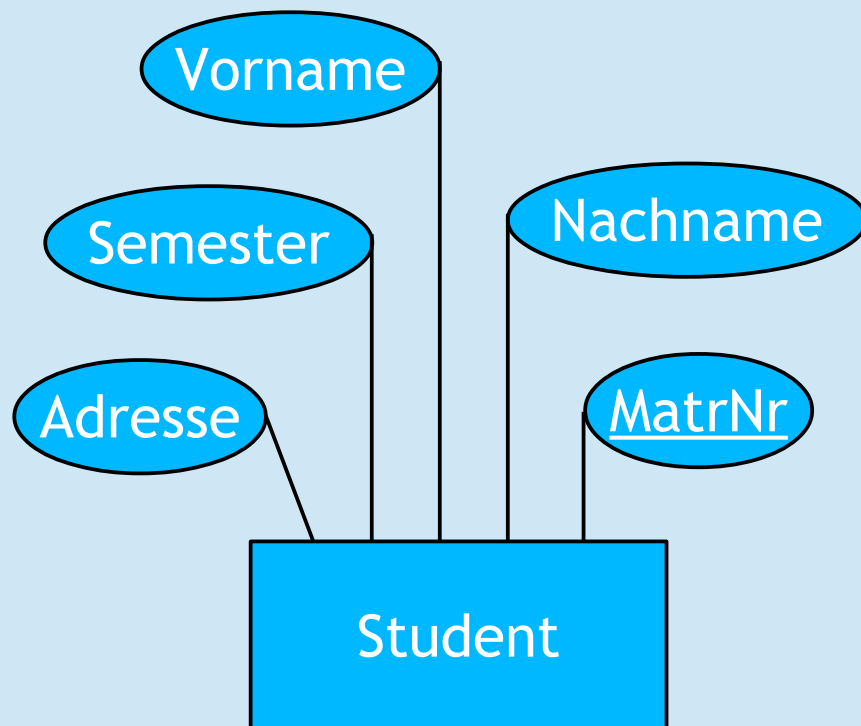 Vorname
Nachname
Semester
Adresse
MatrNr
Student